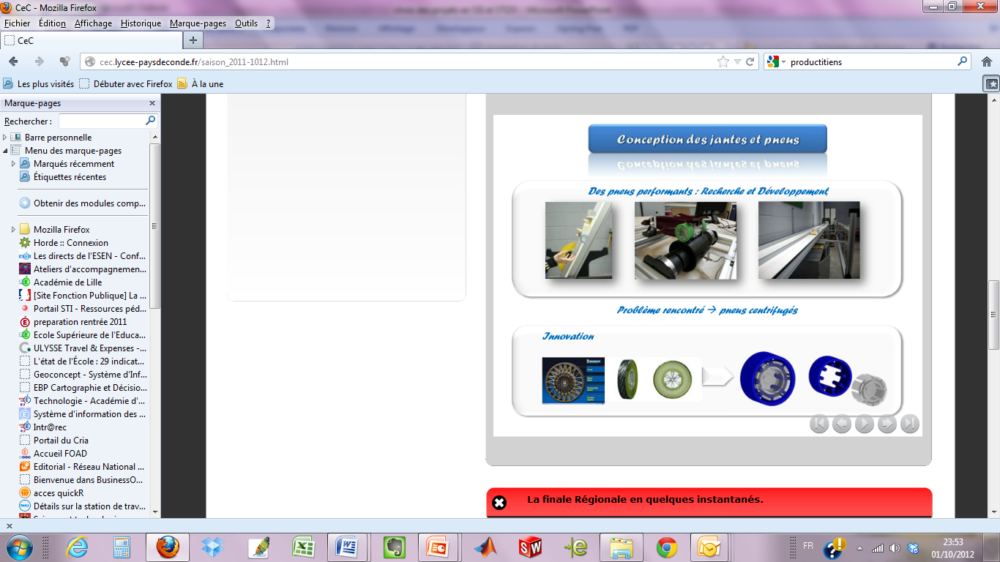 CeC - Mozilla Firefox
Fichier Édition Affichage Historique Marque-pages Outils ?
CeC
cec.lycee-paysdeconde.fr/saison_2011-1012.html
productitiens
Les plus visités Débuter avec Firefox À la une
Marque-pages
Rechercher :
Barre personnelle
Menu des marque-pages
Marqués récemment
Étiquettes récentes
Obtenir des modules comp...
Mozilla Firefox
Horde :: Connexion
Les directs de l'ESEN - Conf...
Ateliers d'accompagnemen...
Académie de Lille
[Site Fonction Publique] La ...
Portail STI - Ressources péd...
preparation rentrée 2011
Ecole Supérieure de l'Educa...
ULYSSE Travel & Expenses -...
L'état de l'École : 29 indicat...
Geoconcept - Système d'Inf...
EBP Cartographie et Décisio...
Technologie - Académie d'...
Système d'information des ...
Intr@rec
Portail du Cria
Accueil FOAD
Editorial - Réseau National ...
Bienvenue dans BusinessO...
acces quickR
Détails sur la station de trav...
Conception des jantes et pneus
Des pneus performants : Recherche et Développement
Problème rencontré → pneus centrifugés
Innovation
La finale Régionale en quelques instantanés.
FR
23:53
01/10/2012